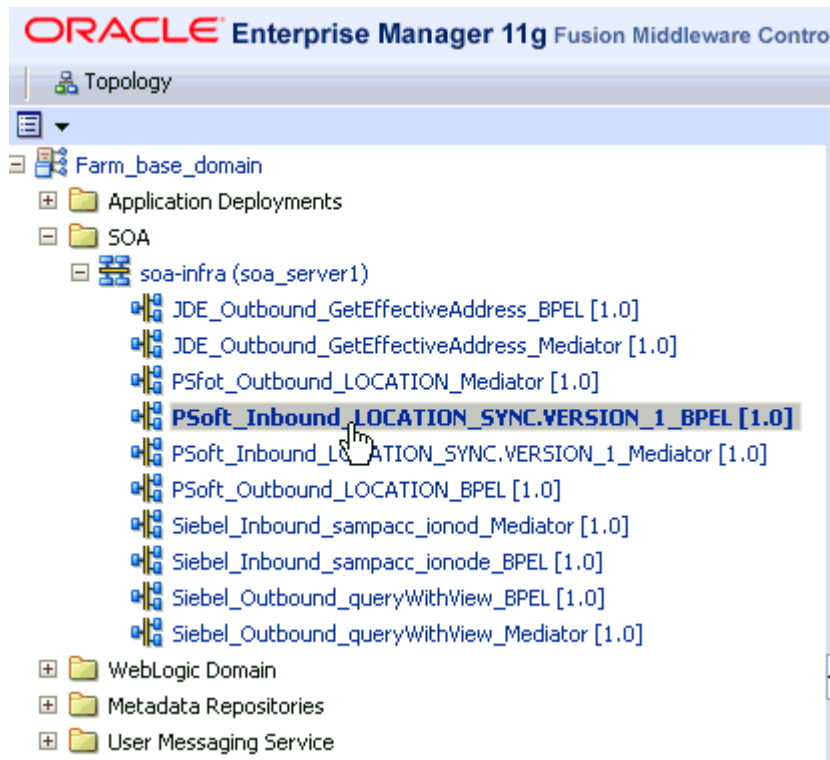 ORACLE Enterprise Manager 11g Fusion Middleware Contro
Topology
Farm_base_domain
Application Deployments
SOA
soa-infra (soa_server1)
JDE_Outbound_GetEffectiveAddress_BPEL [1.0]
JDE_Outbound_GetEffectiveAddress_Mediator [1.0]
PSfot_Outbound_LOCATION_Mediator [1.0]
PSoft_Inbound_LOCATION_SYNC.VERSION_1_BPEL [1.0]
PSoft_Inbound_LOCATION_SYNC.VERSION_1_Mediator [1.0]
PSoft_Outbound_LOCATION_BPEL [1.0]
Siebel_Inbound_sampacc_ionod_Mediator [1.0]
Siebel_Inbound_sampacc_ionode_BPEL [1.0]
Siebel_Outbound_queryWithView_BPEL [1.0]
Siebel_Outbound_queryWithView_Mediator [1.0]
WebLogic Domain
Metadata Repositories
User Messaging Service